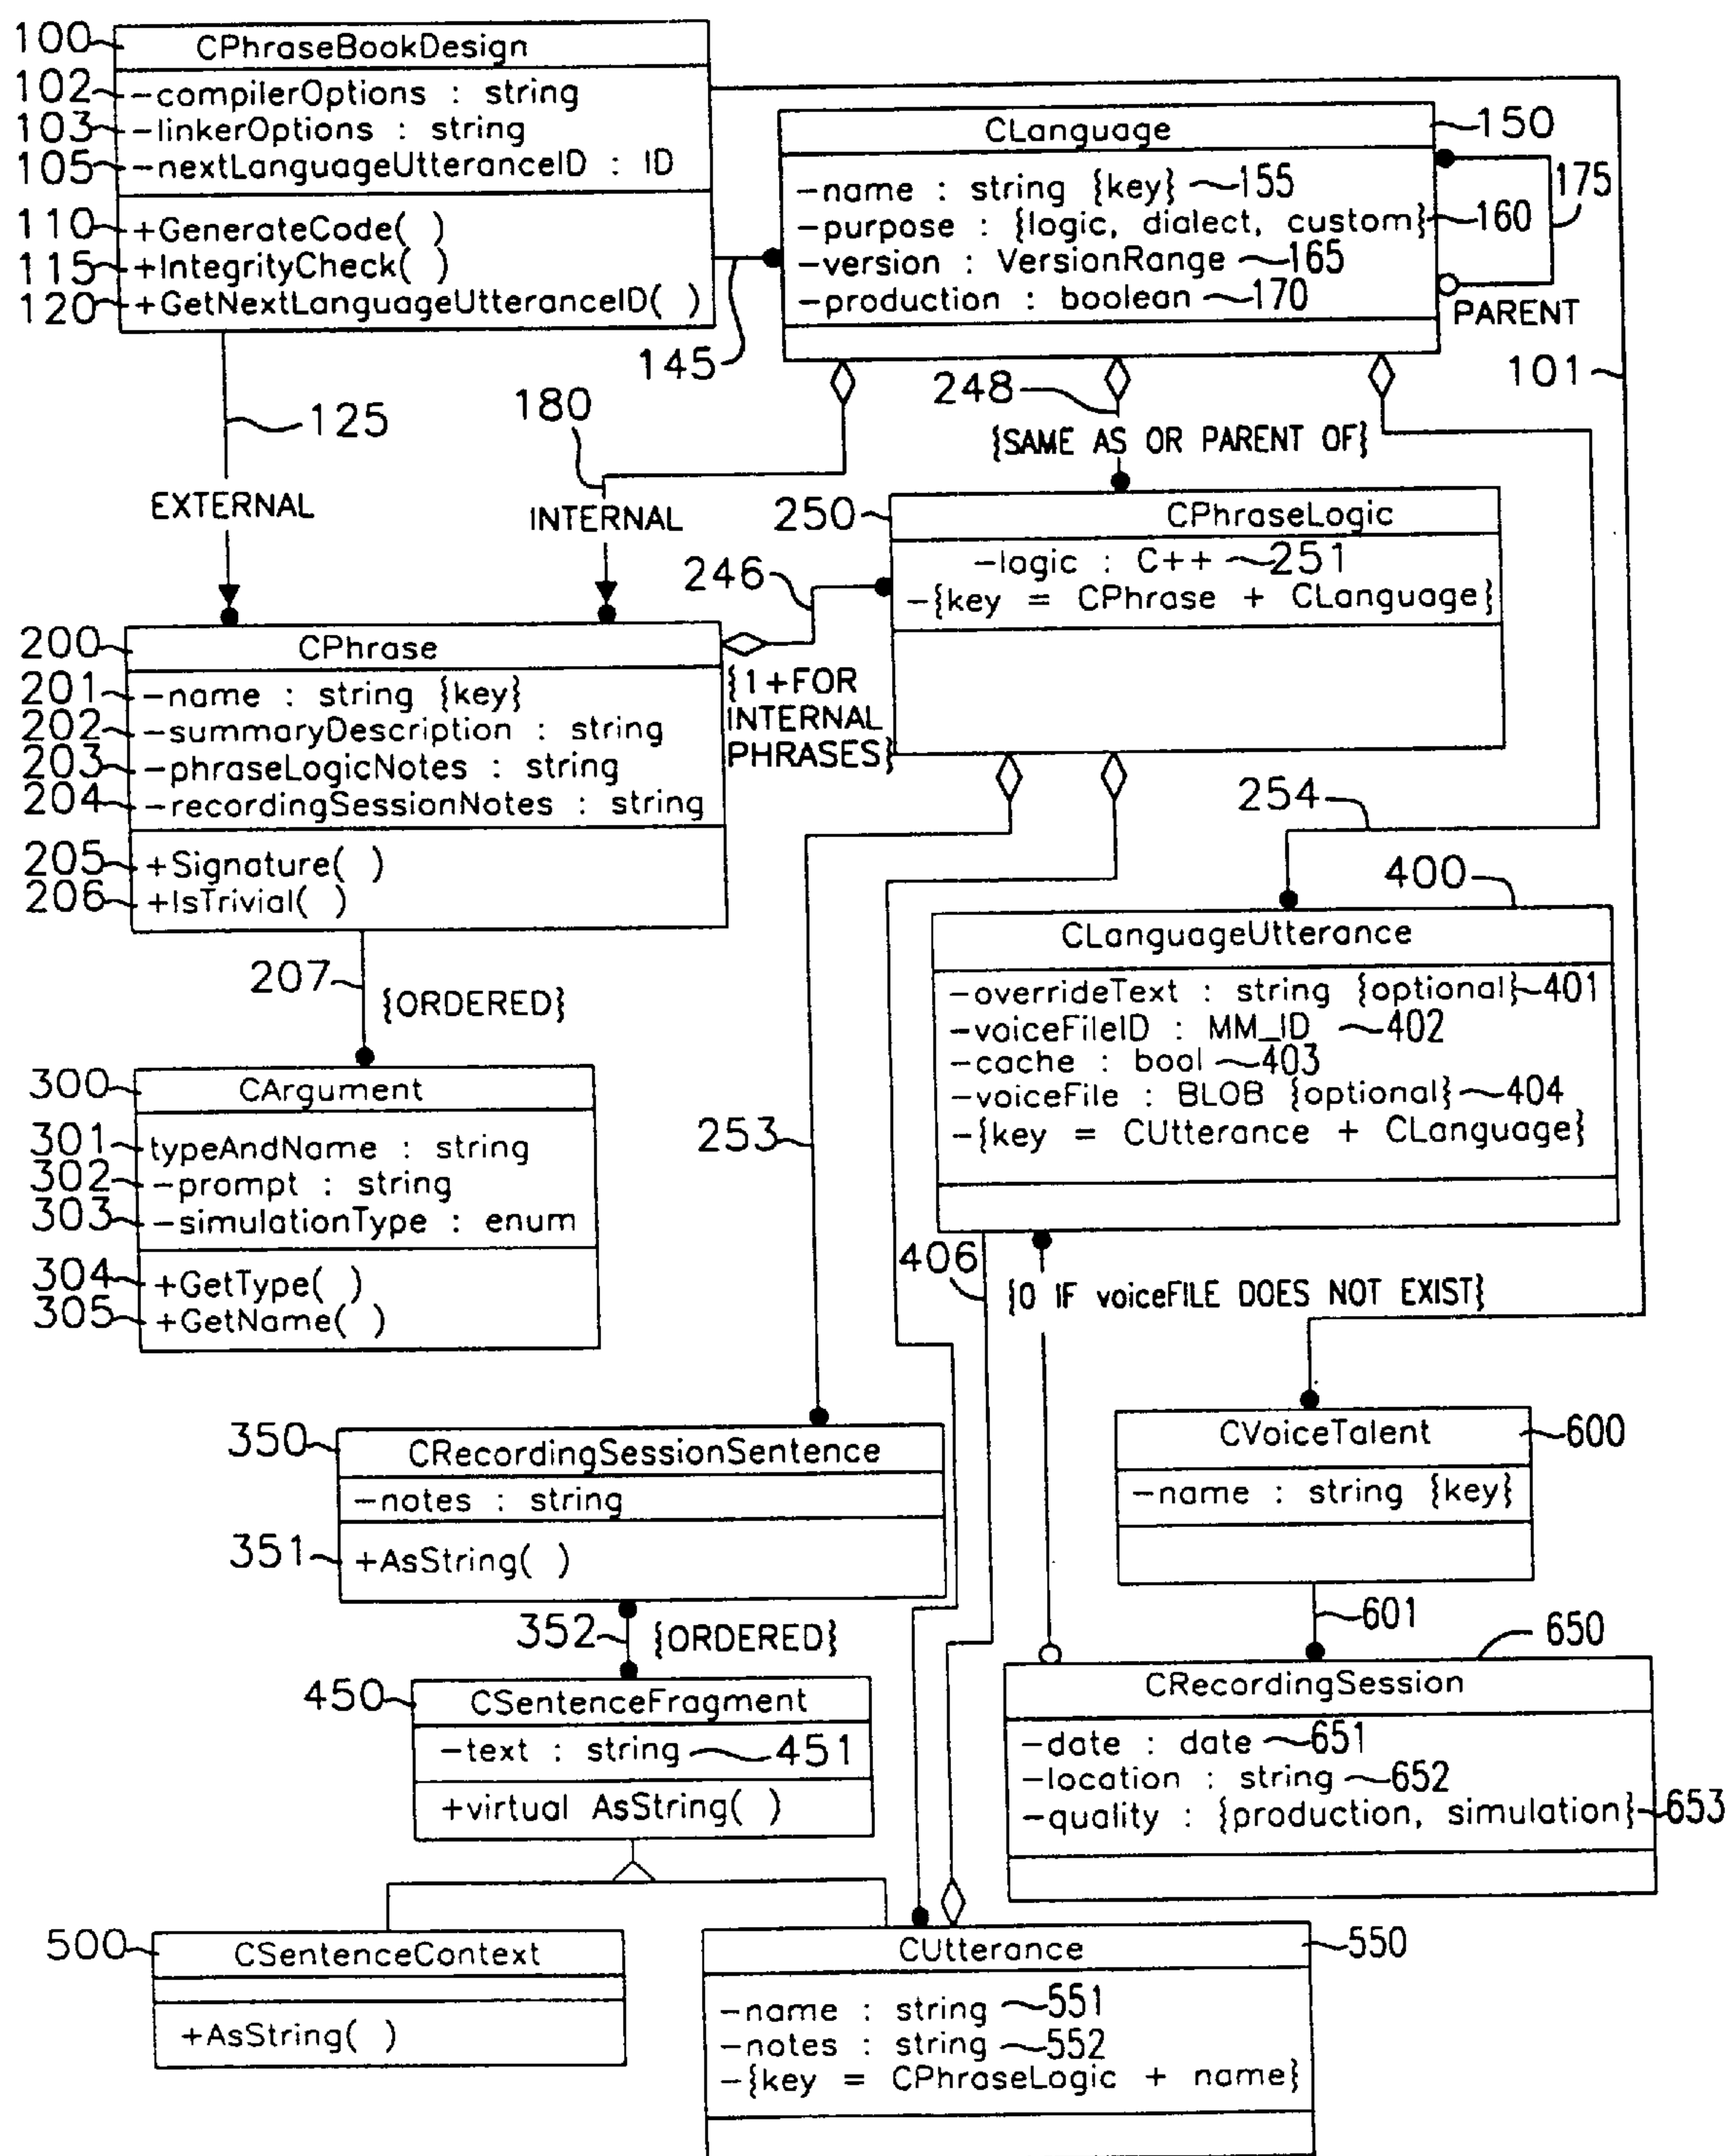 100 CPhraseBookDesign
102 -compilerOptions : string
103 -linkerOptions : string
105 -nextLanguageUtteranceID : ID
110 +GenerateCode( )
115 +IntegrityCheck( )
120 +GetNextLanguageUtteranceID( )
CLanguage 150
-name : string {key} 155
-purpose : {logic, dialect, custom} 160
-version : VersionRange 165
-production : boolean 170
175
PARENT
145
101
125
180
248
{SAME AS OR PARENT OF}
EXTERNAL
INTERNAL
250 CPhraseLogic
-logic : C++ 251
-{key = CPhrase + CLanguage}
246
{1+FOR
INTERNAL
PHRASES}
200 CPhrase
201 -name : string {key}
202 -summaryDescription : string
203 -phraseLogicNotes : string
204 -recordingSessionNotes : string
205 +Signature( )
206 +IsTrivial( )
254
400
CLanguageUtterance
-overrideText : string {optional} 401
-voiceFileID : MM_ID 402
-cache : bool 403
-voiceFile : BLOB {optional} 404
-{key = CUtterance + CLanguage}
207
{ORDERED}
300 CArgument
301 typeAndName : string
302 -prompt : string
303 -simulationType : enum
304 +GetType( )
305 +GetName( )
253
406
{0 IF voiceFILE DOES NOT EXIST}
350 CRecordingSessionSentence
-notes : string
351 +AsString( )
CVoiceTalent 600
-name : string {key}
601
352
{ORDERED}
650
CRecordingSession
-date : date 651
-location : string 652
-quality : {production, simulation} 653
450 CSentenceFragment
-text : string 451
+virtual AsString( )
500 CSentenceContext
+AsString( )
CUtterance 550
-name : string 551
-notes : string 552
-{key = CPhraseLogic + name}